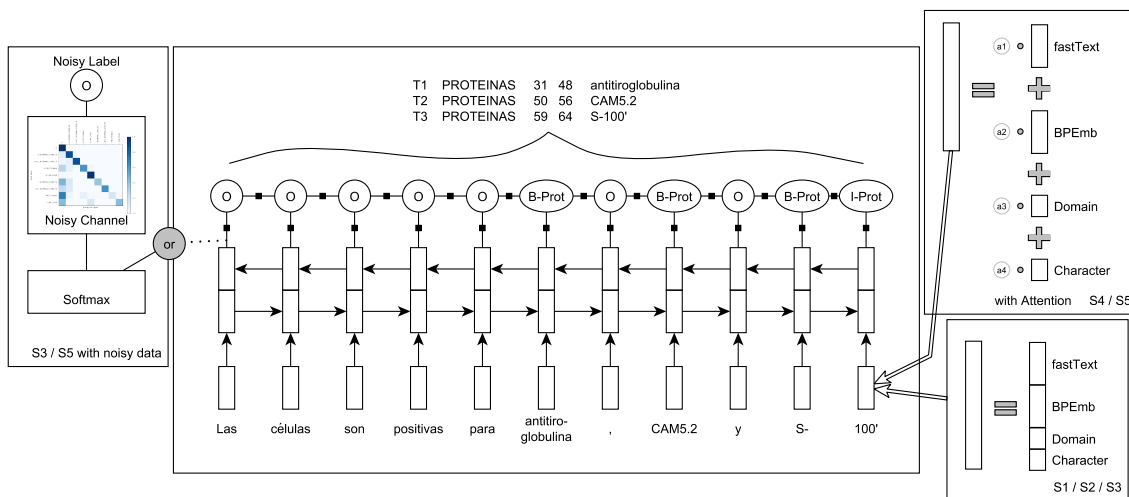 Noisy Label
O
Noisy Channel
or
Softmax
S3 / S5 with noisy data
T1 PROTEINAS 31 48 antitiroglobulina
T2 PROTEINAS 50 56 CAM5.2
T3 PROTEINAS 59 64 S-100'
O O O O O B-Prot O B-Prot O B-Prot I-Prot
Las células son positivas para antitiro-
globulina , CAM5.2 y S- 100'
a1 fastText
a2 BPEmb
a3 Domain
a4 Character
with Attention S4 / S5
fastText
BPEmb
Domain
Character
S1 / S2 / S3